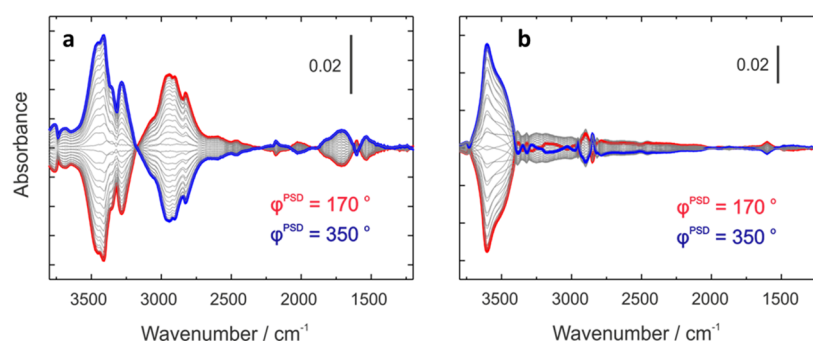 a
0.02
φPSD = 170 °
φPSD = 350 °
Absorbance
3500 3000 2500 2000 1500
Wavenumber / cm-1
b
0.02
φPSD = 170 °
φPSD = 350 °
3500 3000 2500 2000 1500
Wavenumber / cm-1